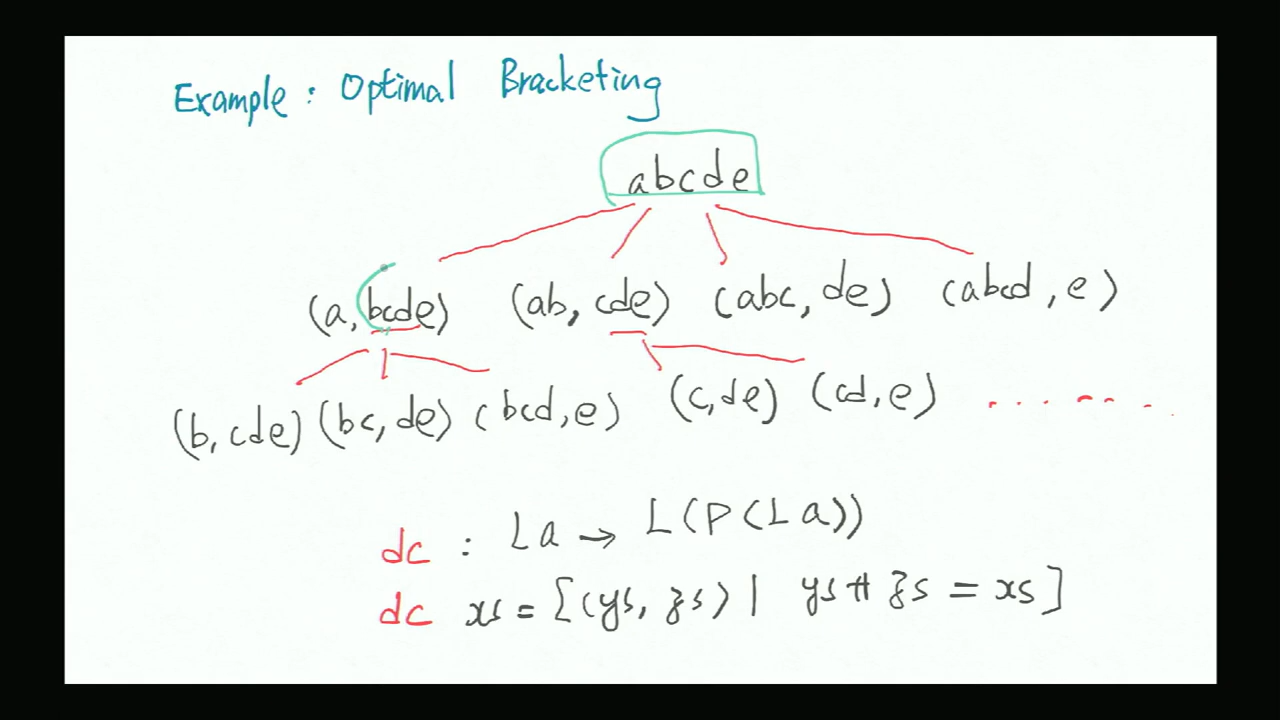 Example : Optimal Bracketing
abcde
(a, bcde) (ab, cde) (abc, de) (abcd, e)
(b, cde) (bc, de) (bcd, e) (c, de) (cd, e) ........
dc : L a → L (P (L a))
dc xs = [(ys, zs) | ys ++ zs = xs]